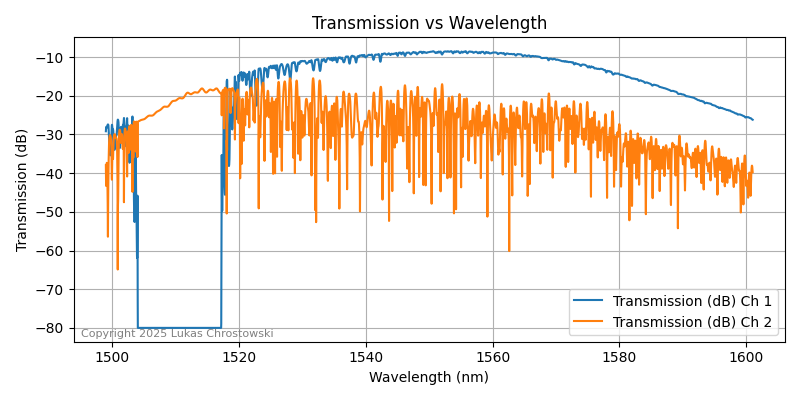 Transmission vs Wavelength
Transmission (dB)
−10
−20
−30
−40
−50
−60
−70
−80
Transmission (dB) Ch 1
Transmission (dB) Ch 2
Copyright 2025 Lukas Chrostowski
1500
1520
1540
1560
1580
1600
Wavelength (nm)